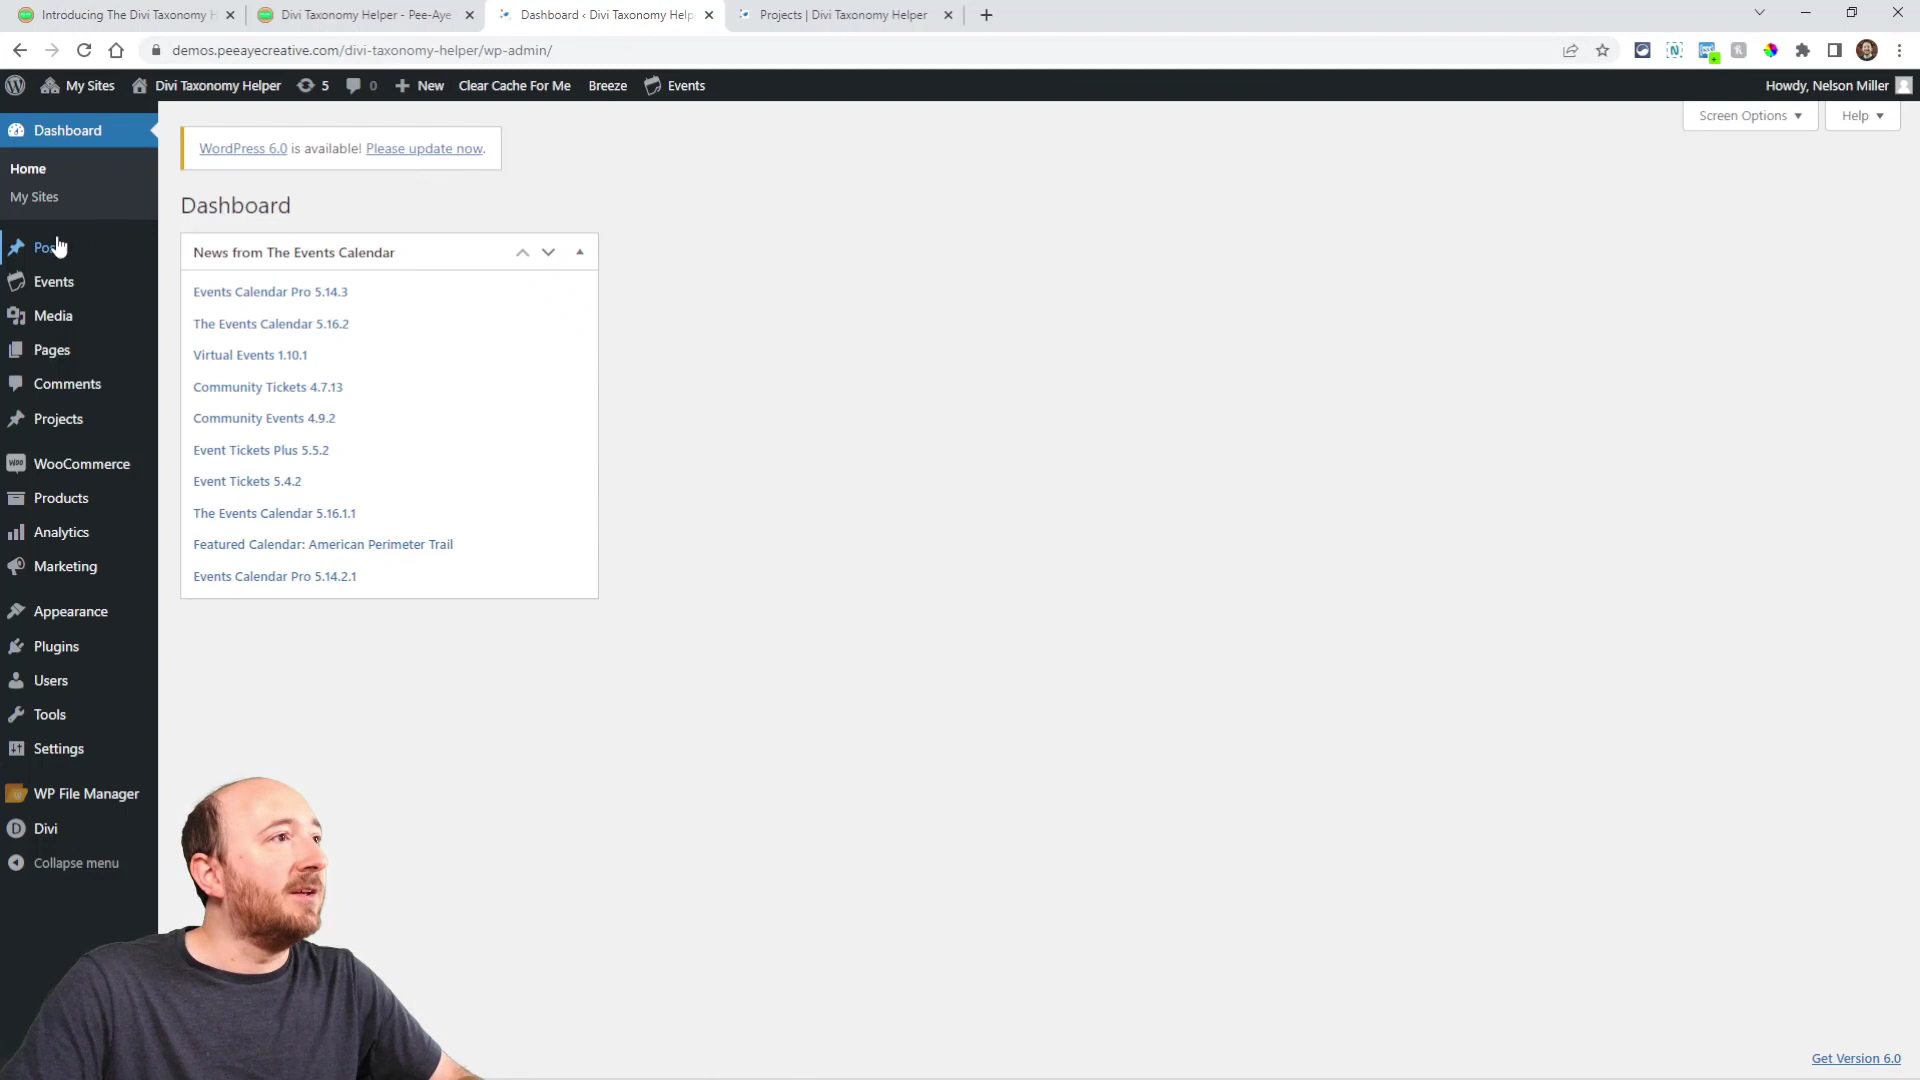 Introducing The Divi Taxonomy H
Divi Taxonomy Helper - Pee-Aye
Dashboard ‹ Divi Taxonomy Help
Projects | Divi Taxonomy Helper
demos.peeayecreative.com/divi-taxonomy-helper/wp-admin/
My Sites
Divi Taxonomy Helper
5
0
New
Clear Cache For Me
Breeze
Events
Howdy, Nelson Miller
Screen Options
Help
Dashboard
Home
My Sites
Events
Media
Pages
Comments
Projects
WooCommerce
Products
Analytics
Marketing
Appearance
Plugins
Users
Tools
Settings
WP File Manager
Divi
Collapse menu
WordPress 6.0 is available! Please update now.
Dashboard
News from The Events Calendar
Events Calendar Pro 5.14.3
The Events Calendar 5.16.2
Virtual Events 1.10.1
Community Tickets 4.7.13
Community Events 4.9.2
Event Tickets Plus 5.5.2
Event Tickets 5.4.2
The Events Calendar 5.16.1.1
Featured Calendar: American Perimeter Trail
Events Calendar Pro 5.14.2.1
Get Version 6.0